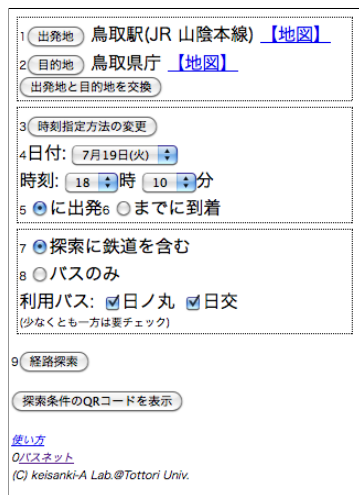 1 出発地 鳥取駅(JR 山陰本線) 【地図】
2 目的地 鳥取県庁 【地図】
出発地と目的地を交換
3 時刻指定方法の変更
4日付: 7月19日(火)
時刻: 18 時 10 分
5 に出発6 までに到着
7 探索に鉄道を含む
8 バスのみ
利用バス: 日ノ丸 日交
(少なくとも一方は要チェック)
9 経路探索
探索条件のQRコードを表示
使い方
0バスネット
(C) keisanki-A Lab.@Tottori Univ.